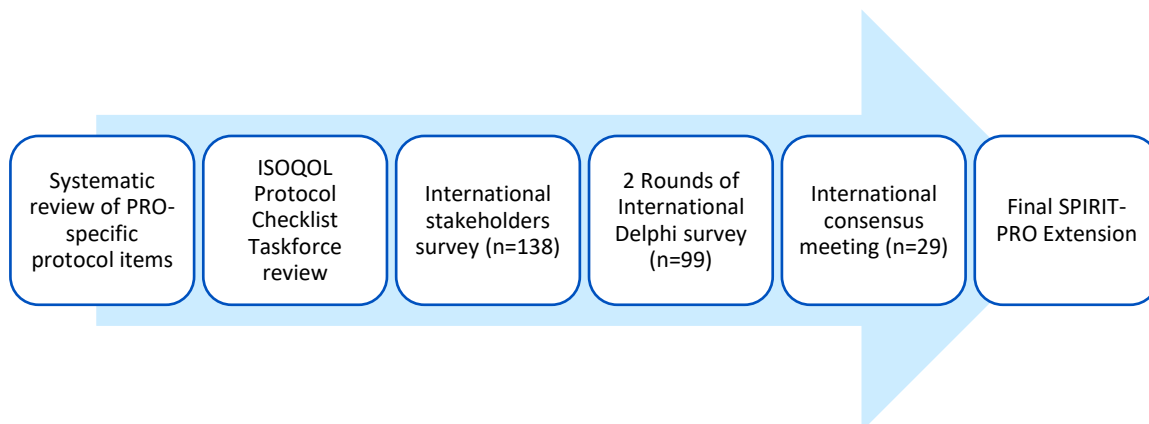 Systematic
review of PRO-
specific
protocol items
ISOQOL
Protocol
Checklist
Taskforce
review
International
stakeholders
survey (n=138)
2 Rounds of
International
Delphi survey
(n=99)
International
consensus
meeting (n=29)
Final SPIRIT-
PRO Extension